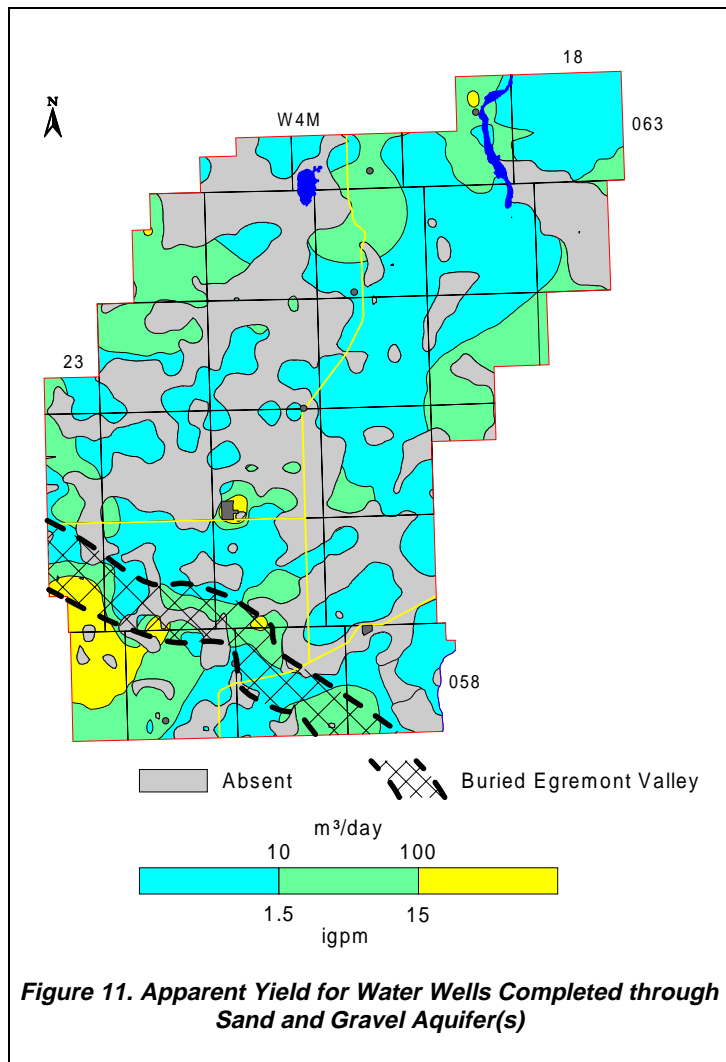 18
N
W4M
063
23
058
Absent
Buried Egremont Valley
m³/day
10 100
1.5 15
igpm
Figure 11. Apparent Yield for Water Wells Completed through
Sand and Gravel Aquifer(s)